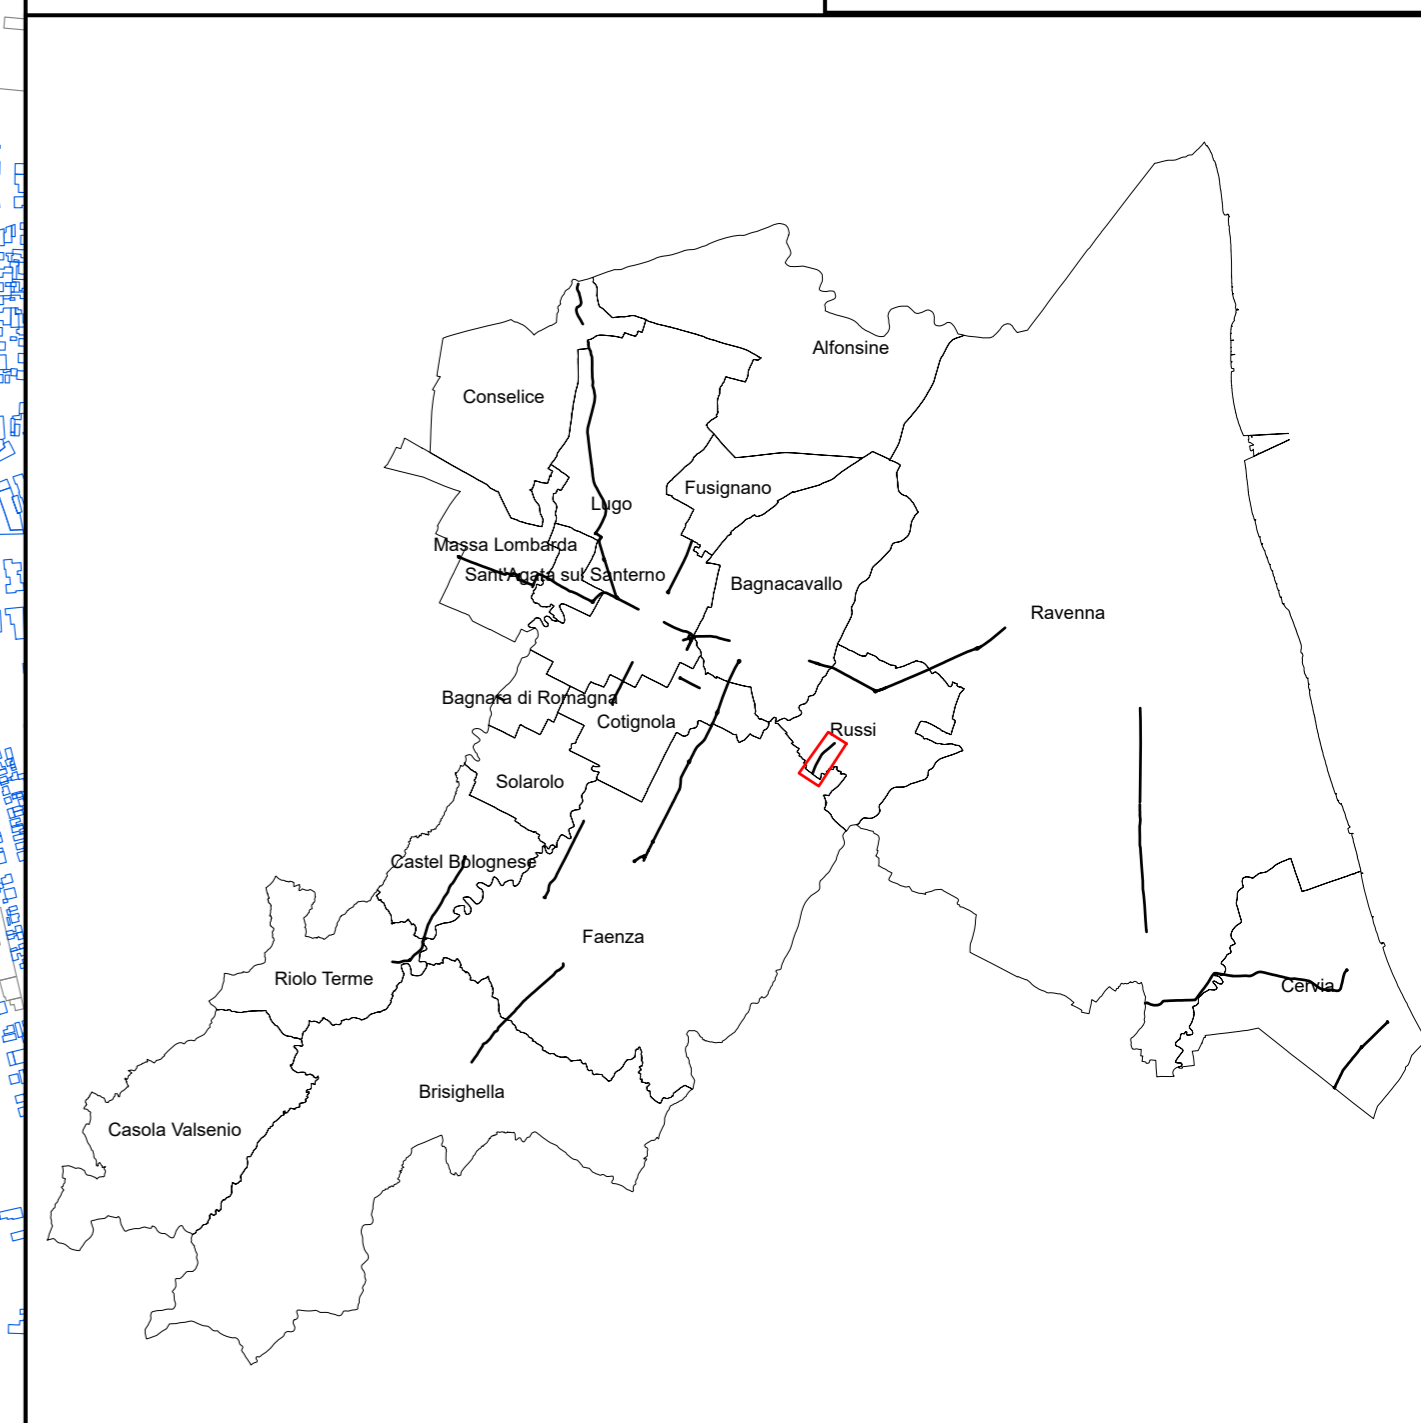 Alfonsine
Conselice
Fusignano
Lugo
Massa Lombarda
Sant'Agata sul Santerno
Bagnacavallo
Ravenna
Bagnara di Romagna
Cotignola
Russi
Solarolo
Castel Bolognese
Faenza
Riolo Terme
Cervia
Brisighella
Casola Valsenio